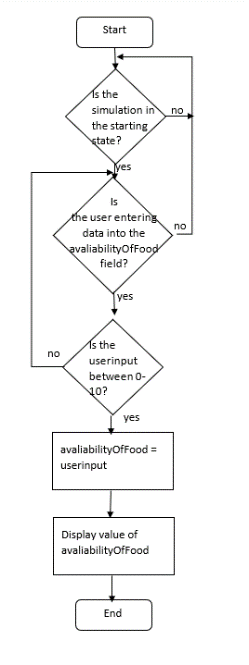 Start
Is the
simulation in
the starting
state?
no
yes
Is
the user entering
data into the
avaliabilityOfFood
field?
no
yes
Is the
userinput
between 0-
10?
no
yes
avaliabilityOfFood =
userinput
Display value of
avaliabilityOfFood
End